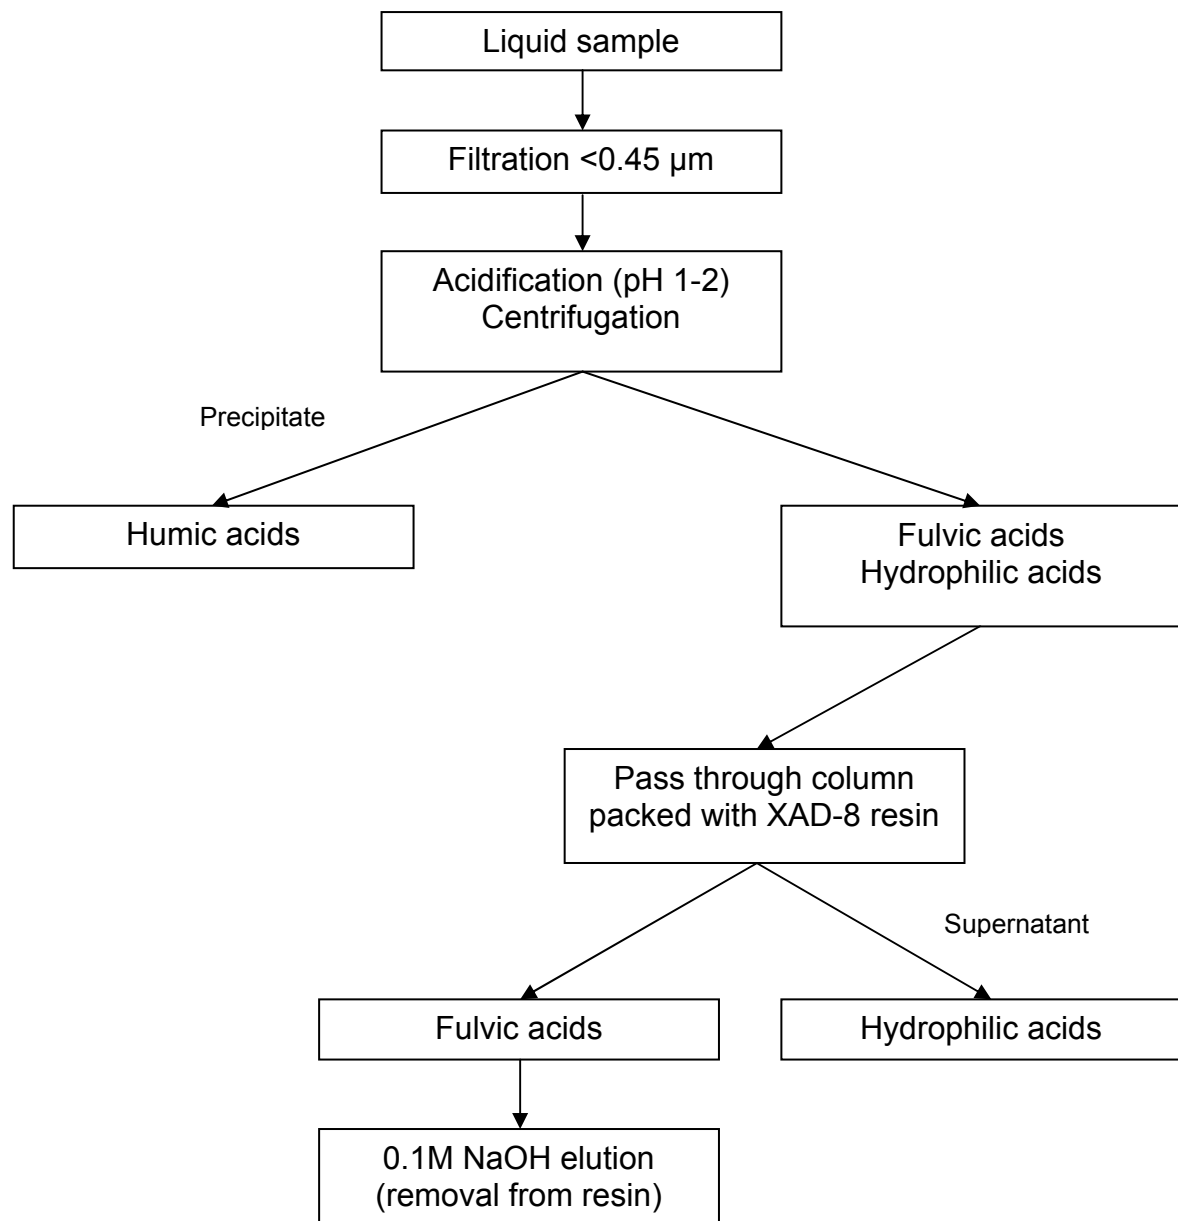 Liquid sample
Filtration <0.45 µm
Acidification (pH 1-2)
Centrifugation
Precipitate
Humic acids
Fulvic acids
Hydrophilic acids
Pass through column
packed with XAD-8 resin
Supernatant
Fulvic acids
Hydrophilic acids
0.1M NaOH elution
(removal from resin)